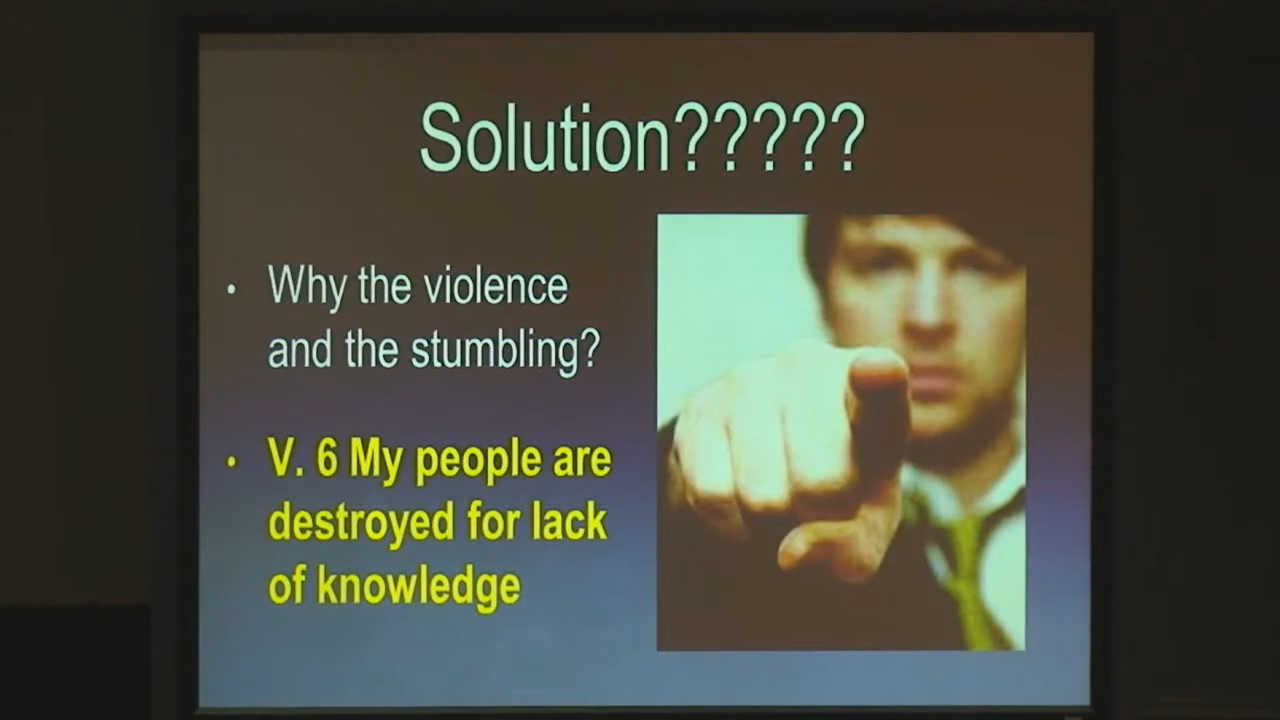 Solution?????
• Why the violence
and the stumbling?
• V. 6 My people are
destroyed for lack
of knowledge